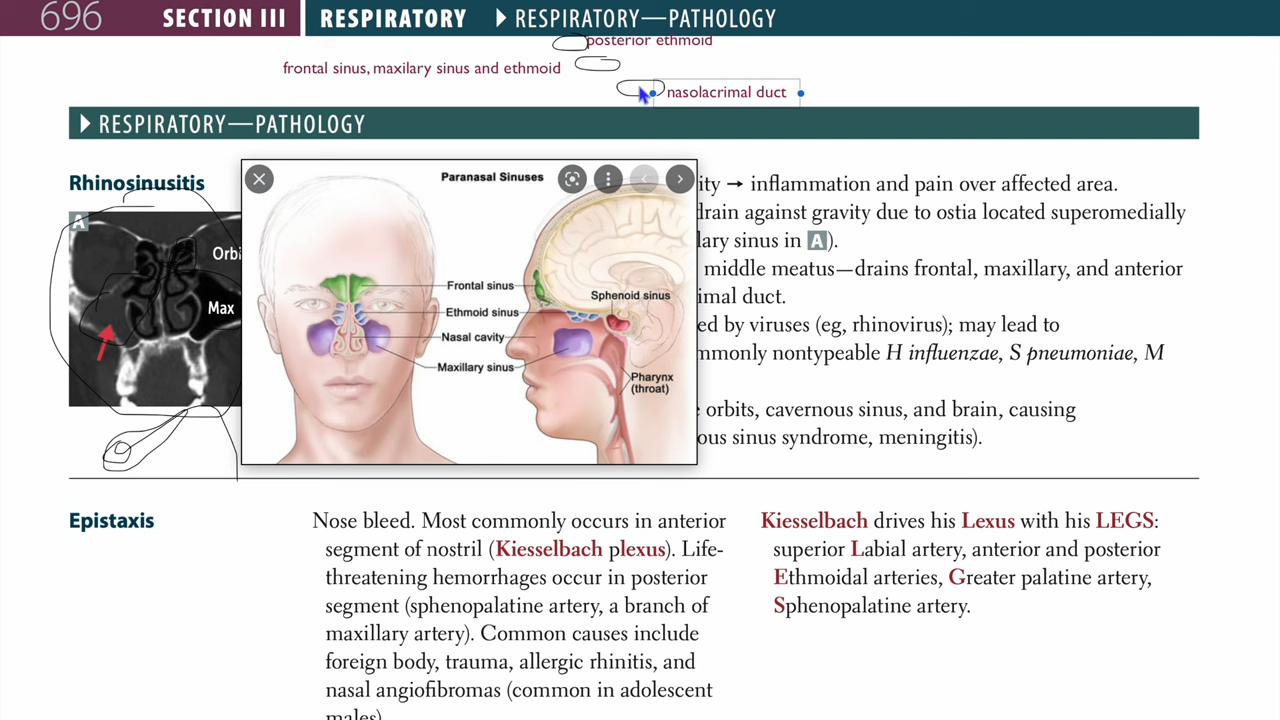 696 SECTION III RESPIRATORY ▶ RESPIRATORY—PATHOLOGY
posterior ethmoid
frontal sinus, maxilary sinus and ethmoid
nasolacrimal duct
▶ RESPIRATORY—PATHOLOGY
Rhinosinusitis
A
Orbi
Max
Paranasal Sinuses
Frontal sinus
Ethmoid sinus
Nasal cavity
Maxillary sinus
Sphenoid sinus
Pharynx
(throat)
ity → inflammation and pain over affected area.
drain against gravity due to ostia located superomedially
lary sinus in A).
middle meatus—drains frontal, maxillary, and anterior
imal duct.
ed by viruses (eg, rhinovirus); may lead to
mmonly nontypeable H influenzae, S pneumoniae, M
orbits, cavernous sinus, and brain, causing
ous sinus syndrome, meningitis).
Epistaxis
Nose bleed. Most commonly occurs in anterior
segment of nostril (Kiesselbach plexus). Life-
threatening hemorrhages occur in posterior
segment (sphenopalatine artery, a branch of
maxillary artery). Common causes include
foreign body, trauma, allergic rhinitis, and
nasal angiofibromas (common in adolescent
males).
Kiesselbach drives his Lexus with his LEGS:
superior Labial artery, anterior and posterior
Ethmoidal arteries, Greater palatine artery,
Sphenopalatine artery.